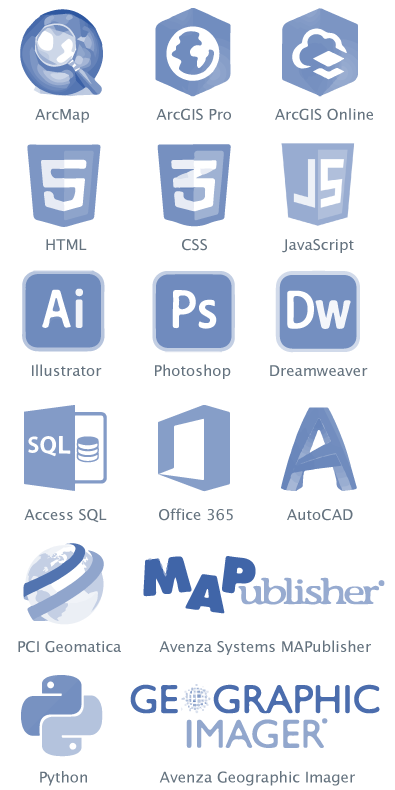 ArcMap ArcGIS Pro ArcGIS Online
5 3 JS
HTML CSS JavaScript
Ai Ps Dw
Illustrator Photoshop Dreamweaver
SQL
Access SQL Office 365 AutoCAD
MAPublisher
PCI Geomatica Avenza Systems MAPublisher
GEOGRAPHIC
IMAGER
Python Avenza Geographic Imager